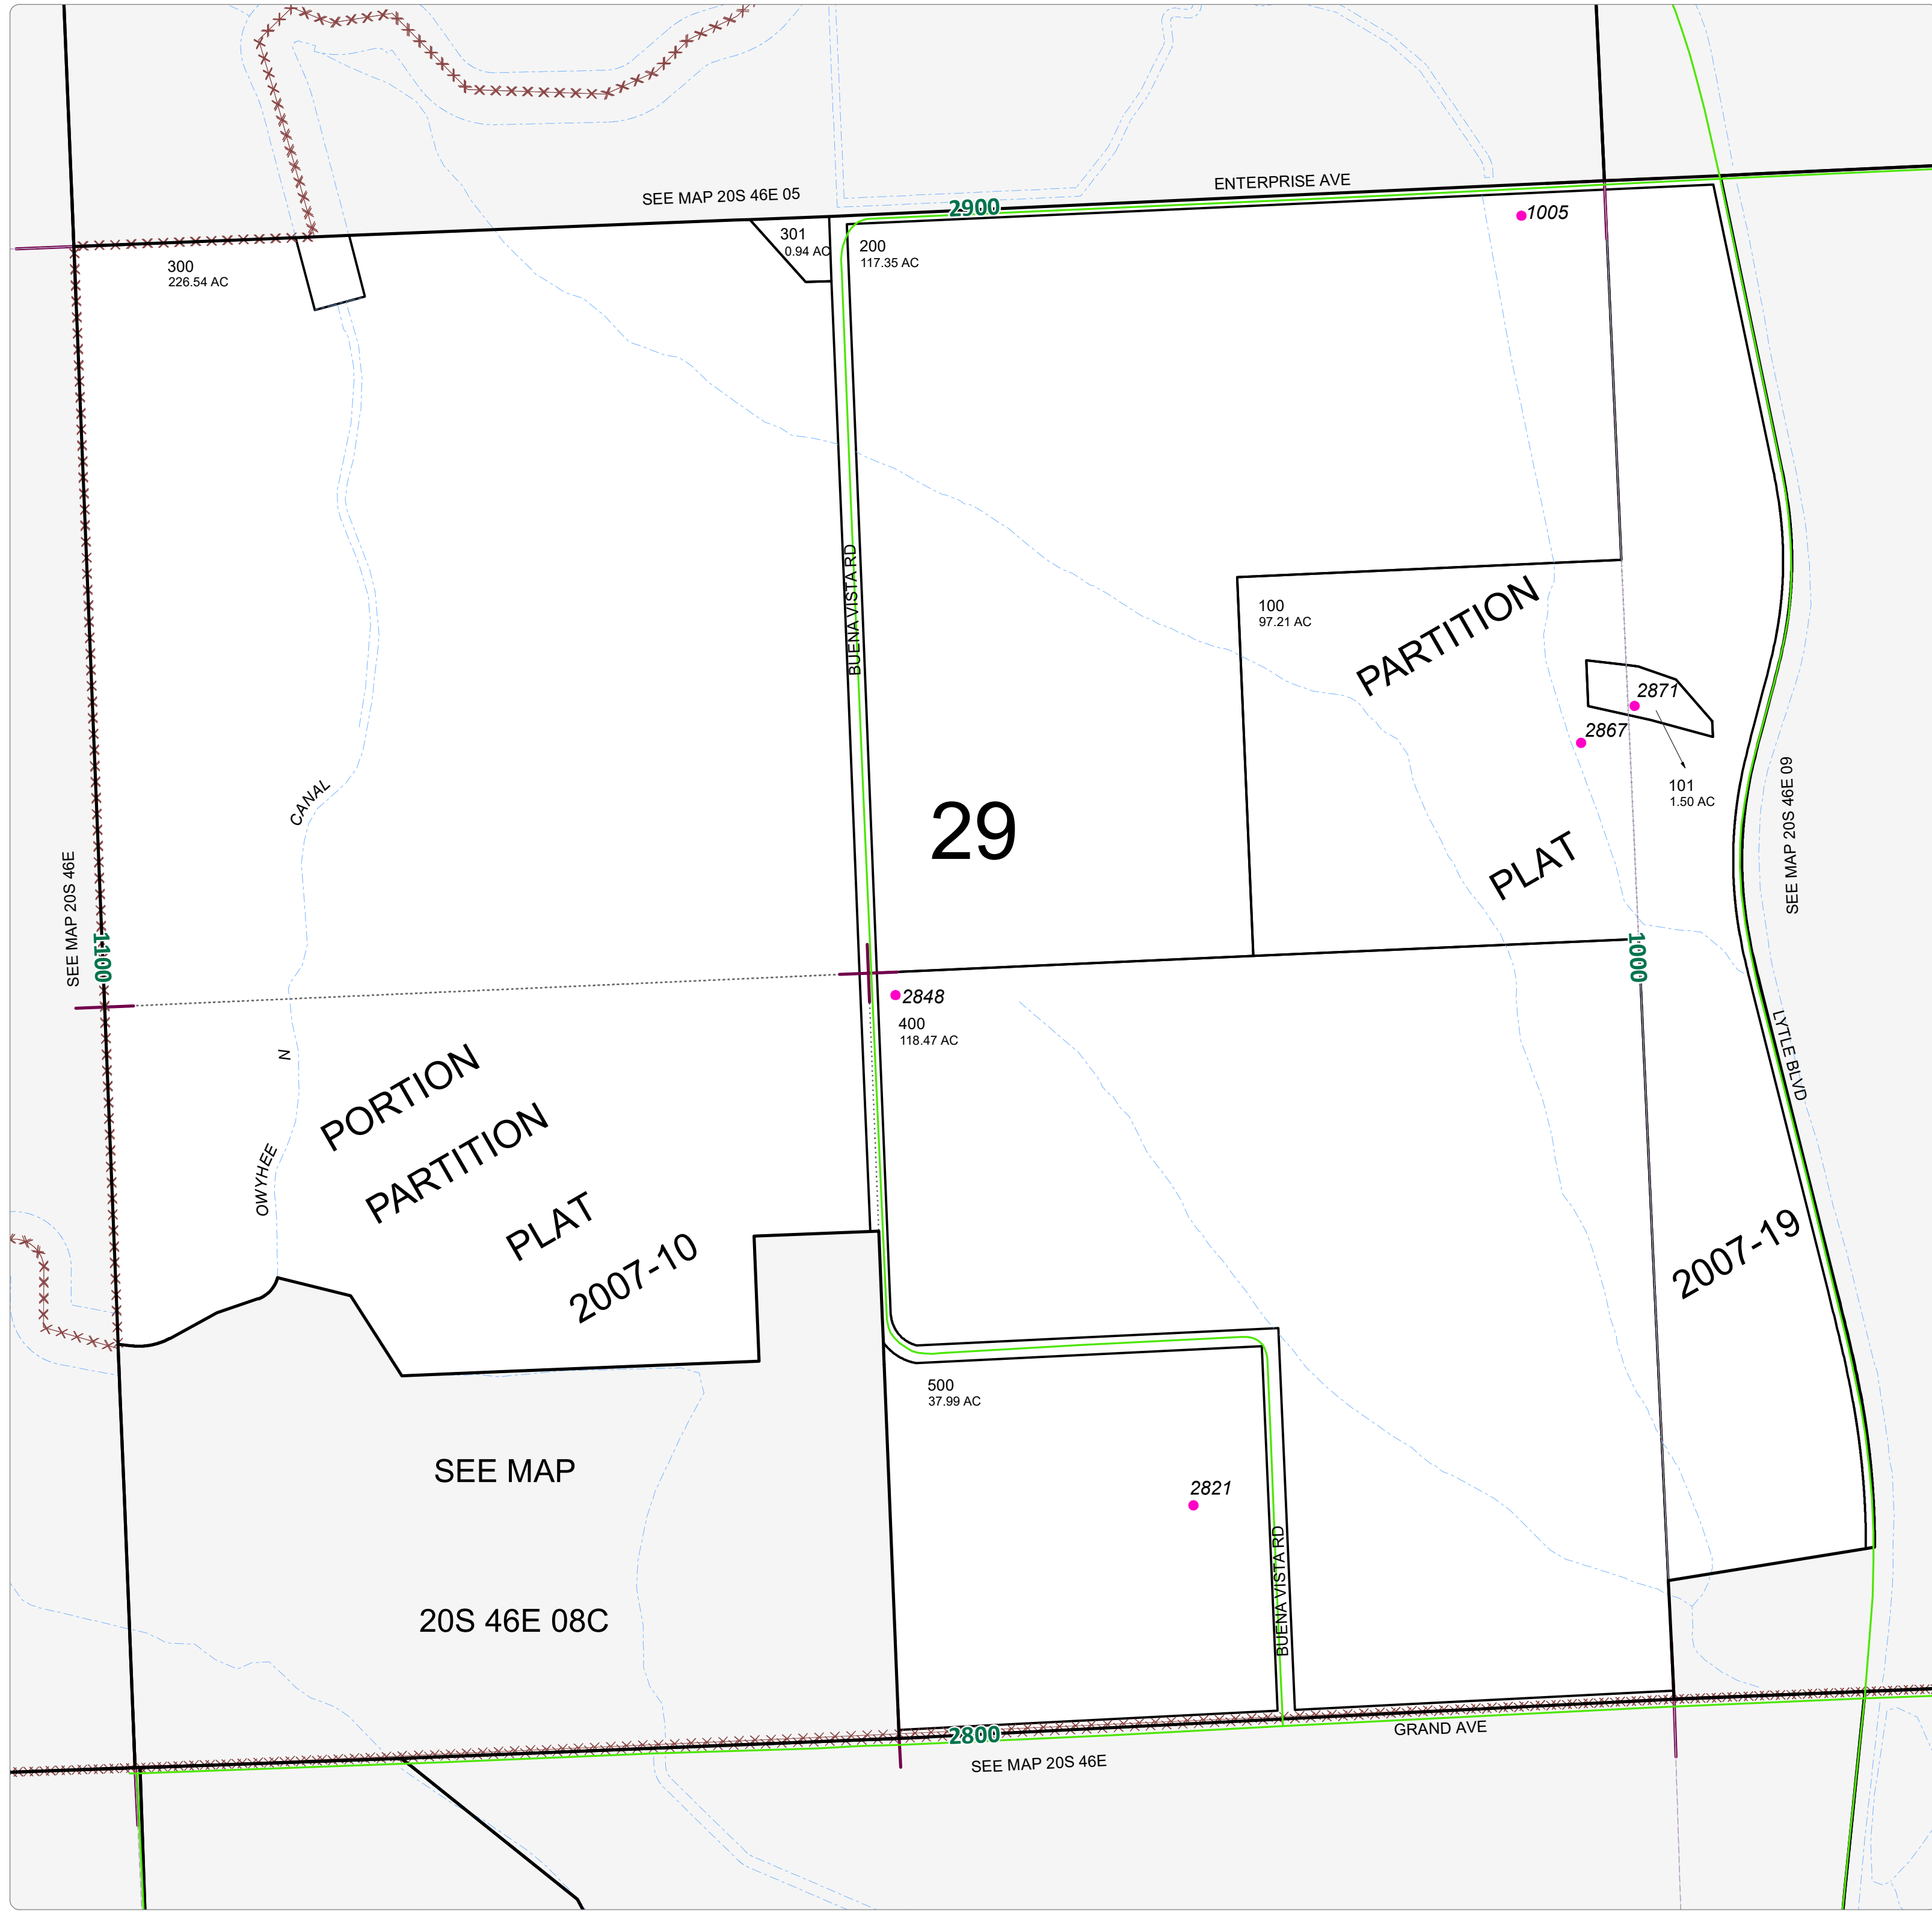 SEE MAP 20S 46E 05
ENTERPRISE AVE
2900
1005
301
0.94 AC
200
117.35 AC
300
226.54 AC
BUENA VISTA RD
100
97.21 AC
PARTITION
2871
2867
101
1.50 AC
CANAL
29
PLAT
SEE MAP 20S 46E 09
SEE MAP 20S 46E
1100
1000
2848
400
118.47 AC
N
LYTLE BLVD
PORTION
PARTITION
OWYHEE
PLAT
2007-10
2007-19
500
37.99 AC
SEE MAP
2821
20S 46E 08C
BUENA VISTA RD
2800
GRAND AVE
SEE MAP 20S 46E